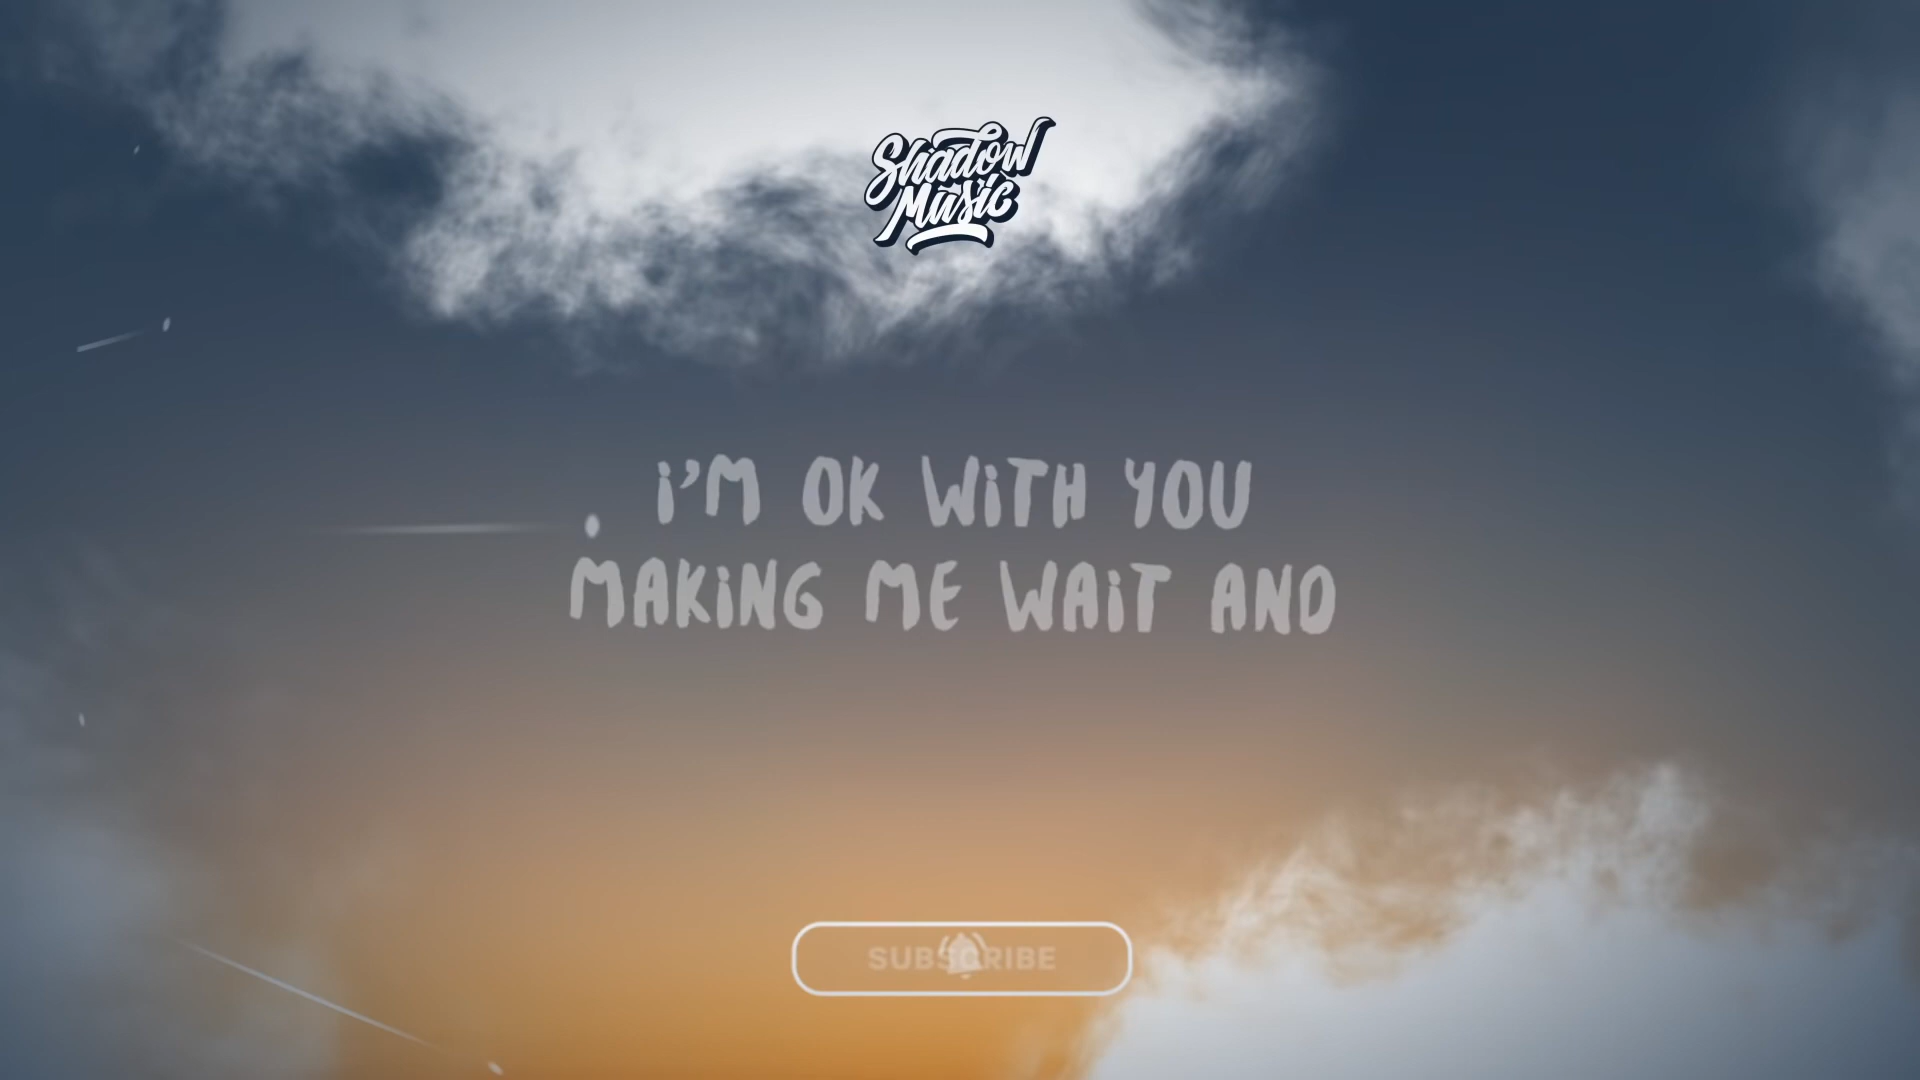 Shadow
Music
i'M OK WiTH YOU
MAKiNG ME WAiT AND
SUBSCRIBE